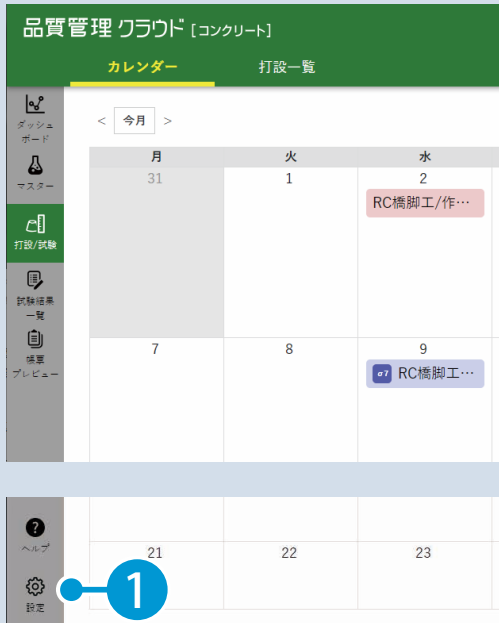 品質管理 クラウド [コンクリート]
カレンダー 打設一覧
ダッシュ
ボード
マスター
打設/試験
試験結果
一覧
帳票
プレビュー
< 今月 >
月 火 水
31 1 2
RC橋脚工/作…
7 8 9
σ7 RC橋脚工…
ヘルプ
設定
1
21 22 23